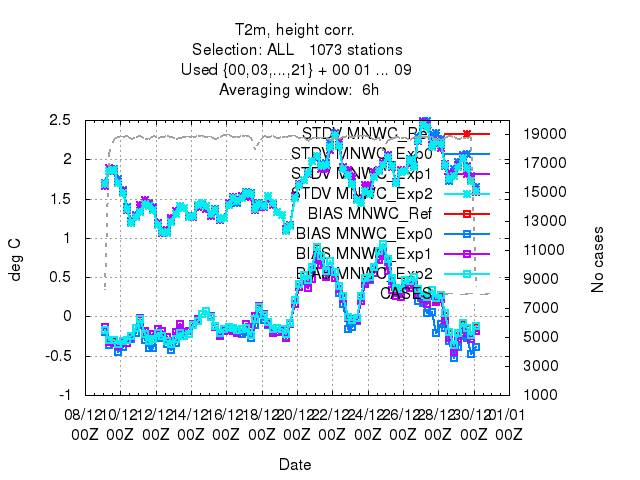 T2m, height corr.
Selection: ALL 1073 stations
Used {00,03,...,21} + 00 01 ... 09
Averaging window: 6h
2.5
2
1.5
1
0.5
0
-0.5
-1
deg C
19000
17000
15000
13000
11000
9000
7000
5000
3000
1000
No cases
STDV MNWC_Ref
STDV MNWC_Exp0
STDV MNWC_Exp1
STDV MNWC_Exp2
BIAS MNWC_Ref
BIAS MNWC_Exp0
BIAS MNWC_Exp1
BIAS MNWC_Exp2
CASES
08/12 10/12 12/12 14/12 16/12 18/12 20/12 22/12 24/12 26/12 28/12 30/12 01/01
00Z 00Z 00Z 00Z 00Z 00Z 00Z 00Z 00Z 00Z 00Z 00Z 00Z
Date